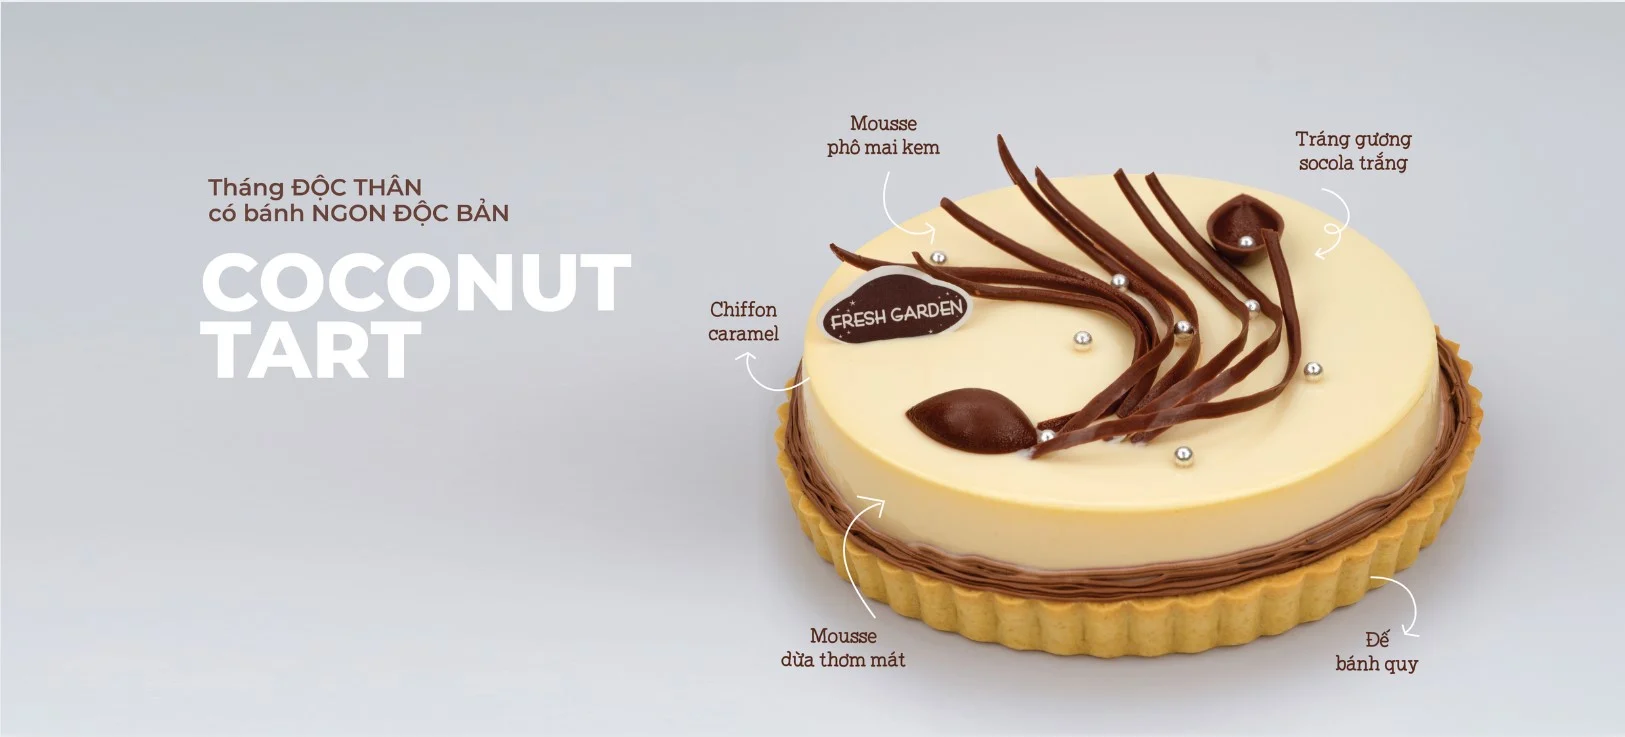 Tháng ĐỘC THÂN
có bánh NGON ĐỘC BẢN
COCONUT
TART
Mousse
phô mai kem
Tráng gương
socola trắng
Chiffon
caramel
FRESH GARDEN
Mousse
dừa thơm mát
Đế
bánh quy